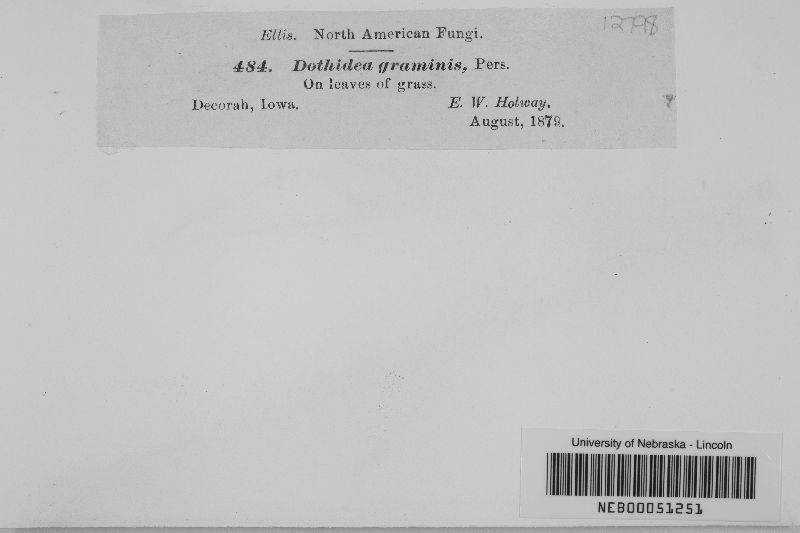 12798
Ellis. North American Fungi.
484. Dothidea graminis, Pers.
On leaves of grass.
Decorah, Iowa. E. W. Holway.
August, 1879.
University of Nebraska - Lincoln
NEB00051251